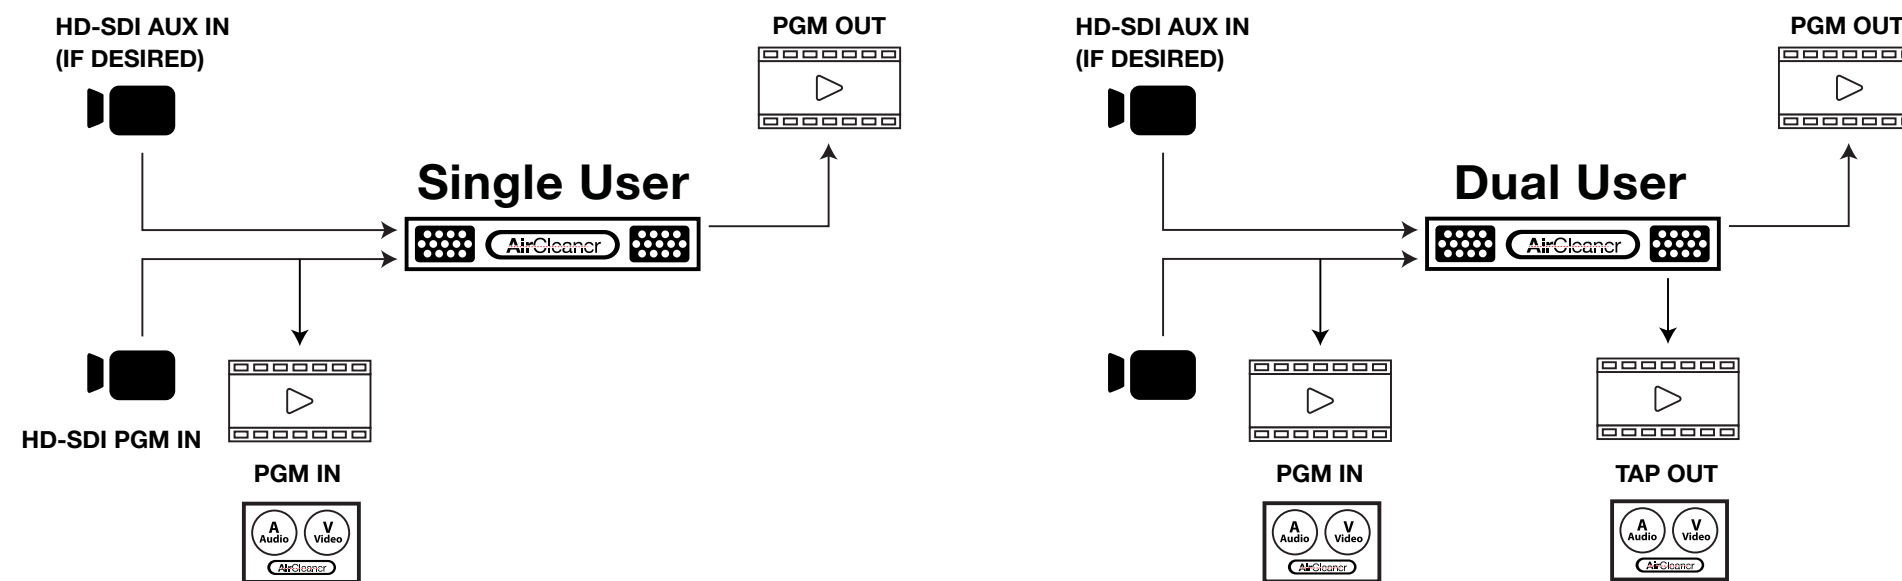 HD-SDI AUX IN
(IF DESIRED)
PGM OUT
Single User
AirCleaner
HD-SDI PGM IN
PGM IN
A
Audio
V
Video
AirCleaner
HD-SDI AUX IN
(IF DESIRED)
PGM OUT
Dual User
AirCleaner
PGM IN
A
Audio
V
Video
AirCleaner
TAP OUT
A
Audio
V
Video
AirCleaner